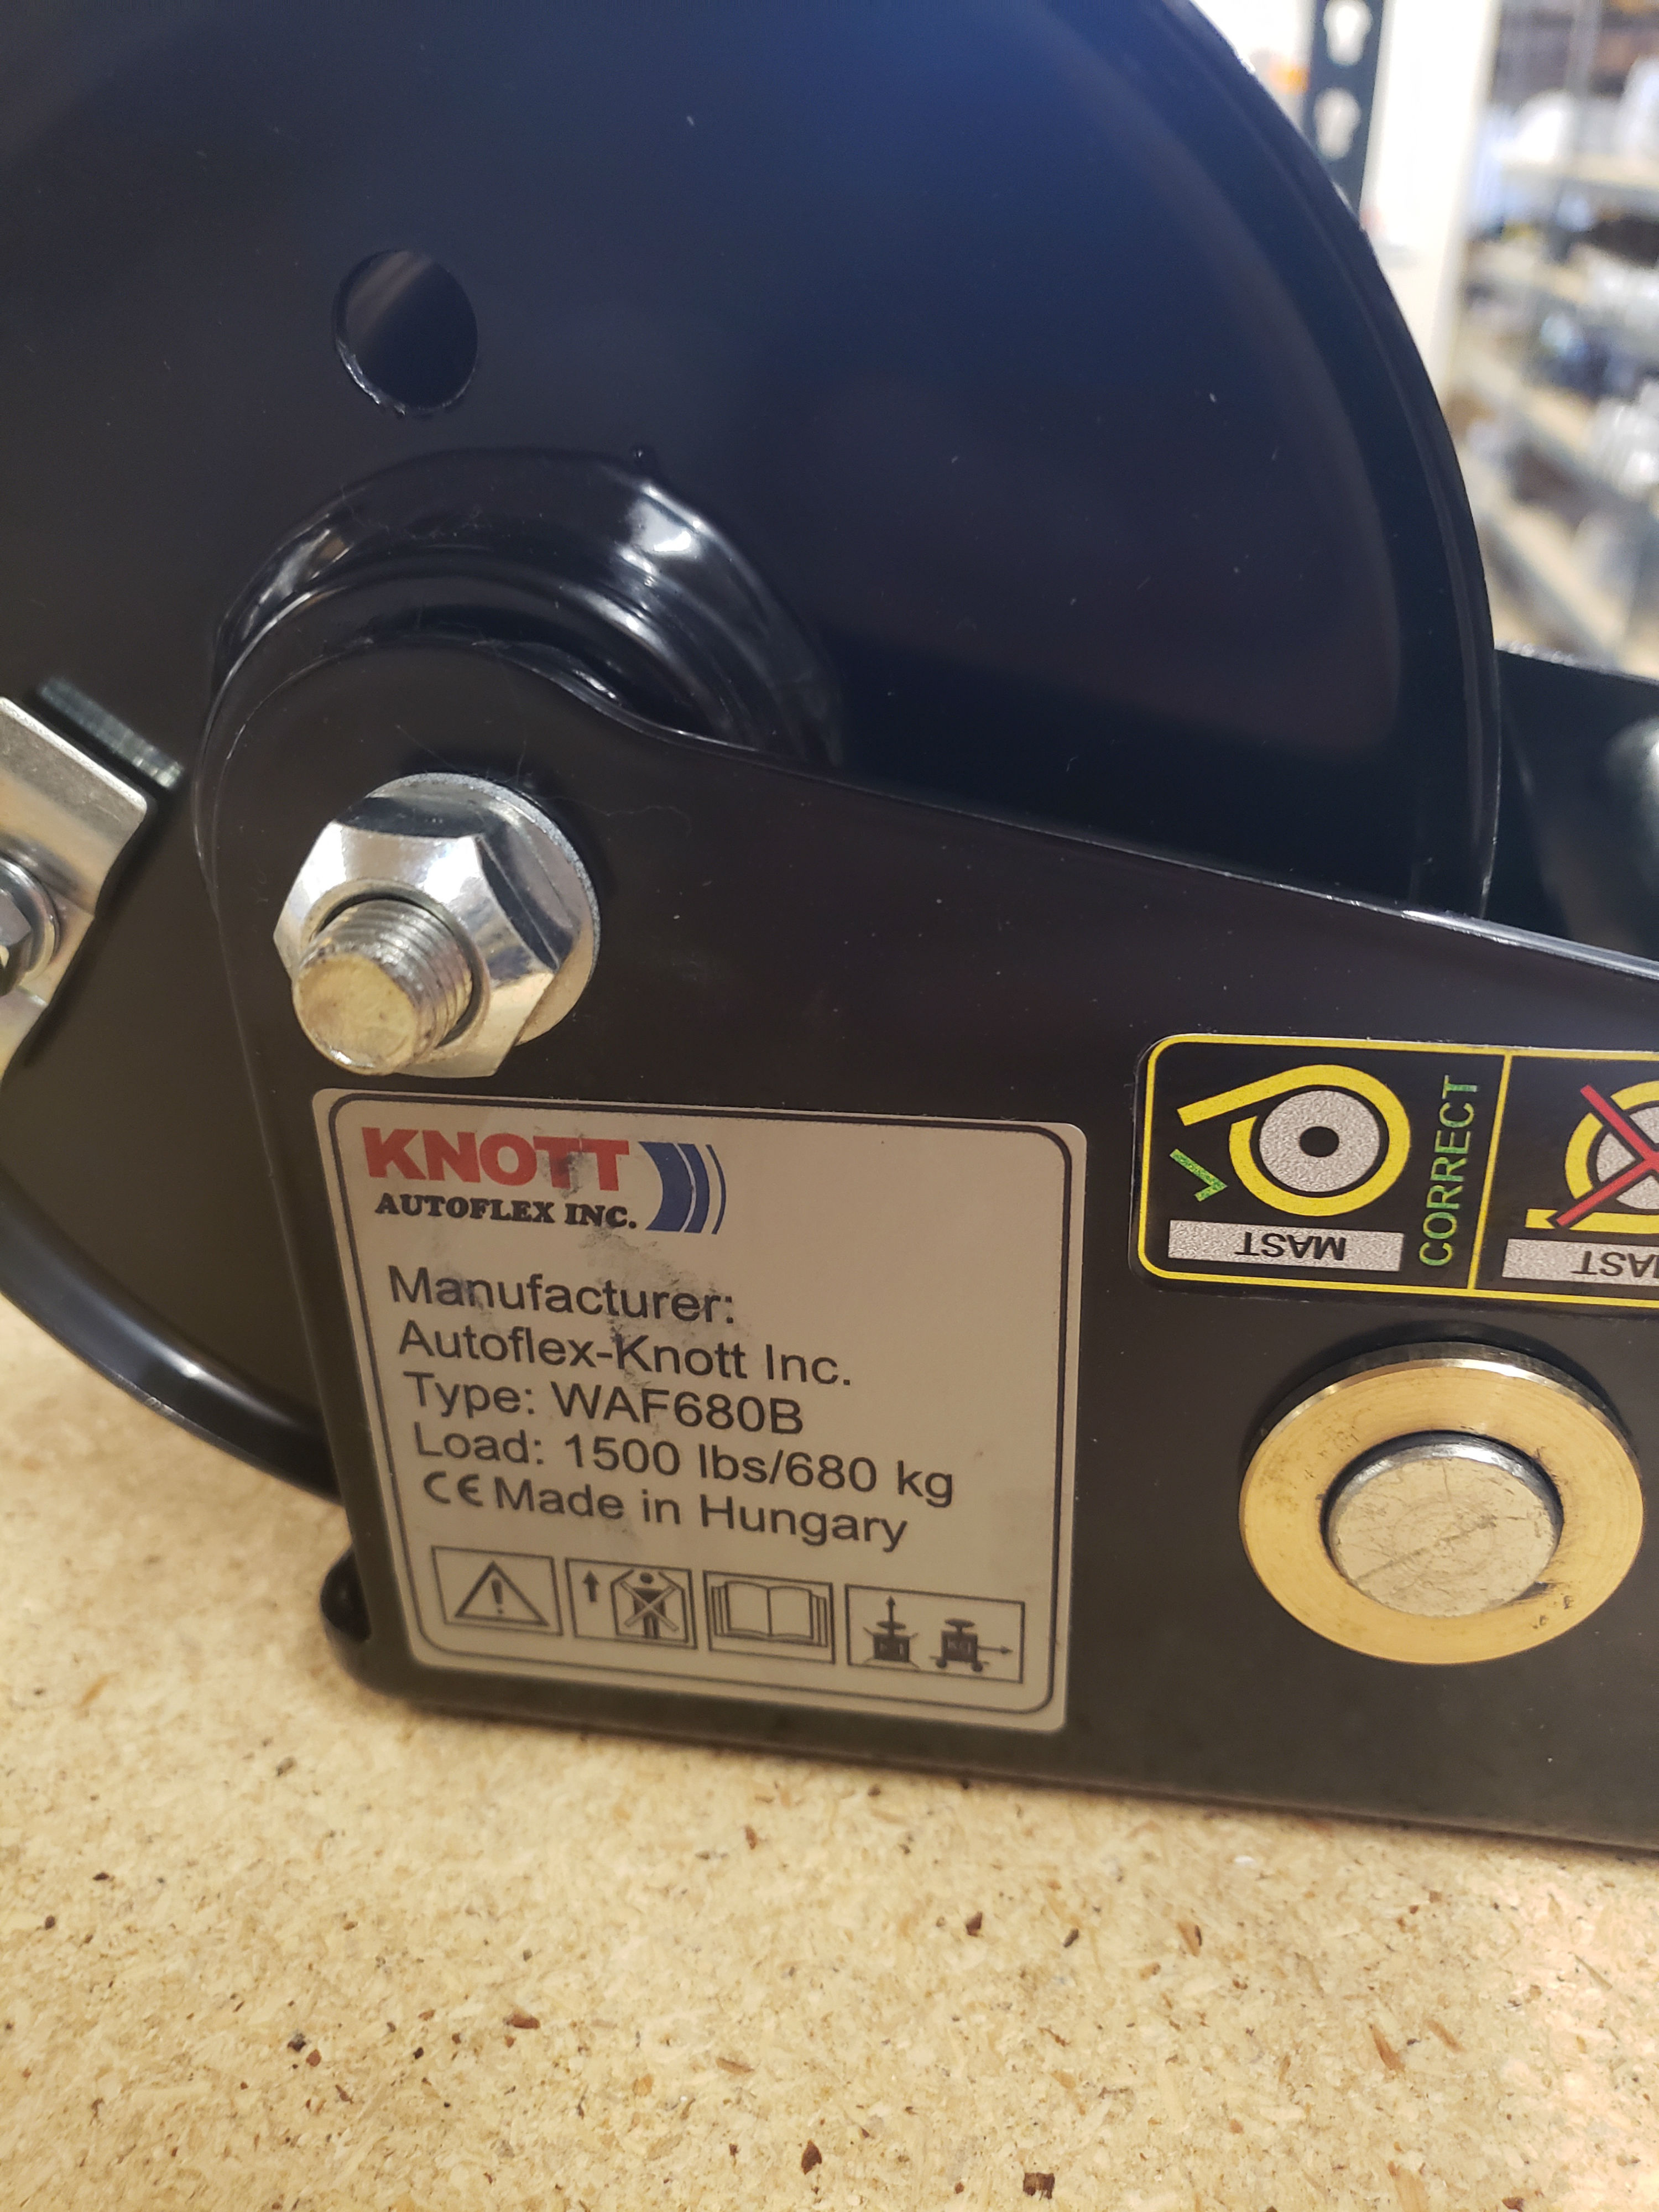 KNOTT
AUTOFLEX INC.
Manufacturer:
Autoflex-Knott Inc.
Type: WAF680B
Load: 1500 lbs/680 kg
CE Made in Hungary
MAST
CORRECT
MAST